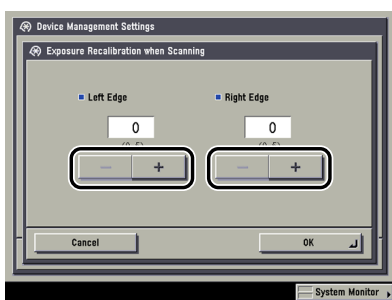 Device Management Settings
Exposure Recalibration when Scanning
Left Edge Right Edge
0 0
(0-5) (0-5)
- + - +
Cancel OK
System Monitor